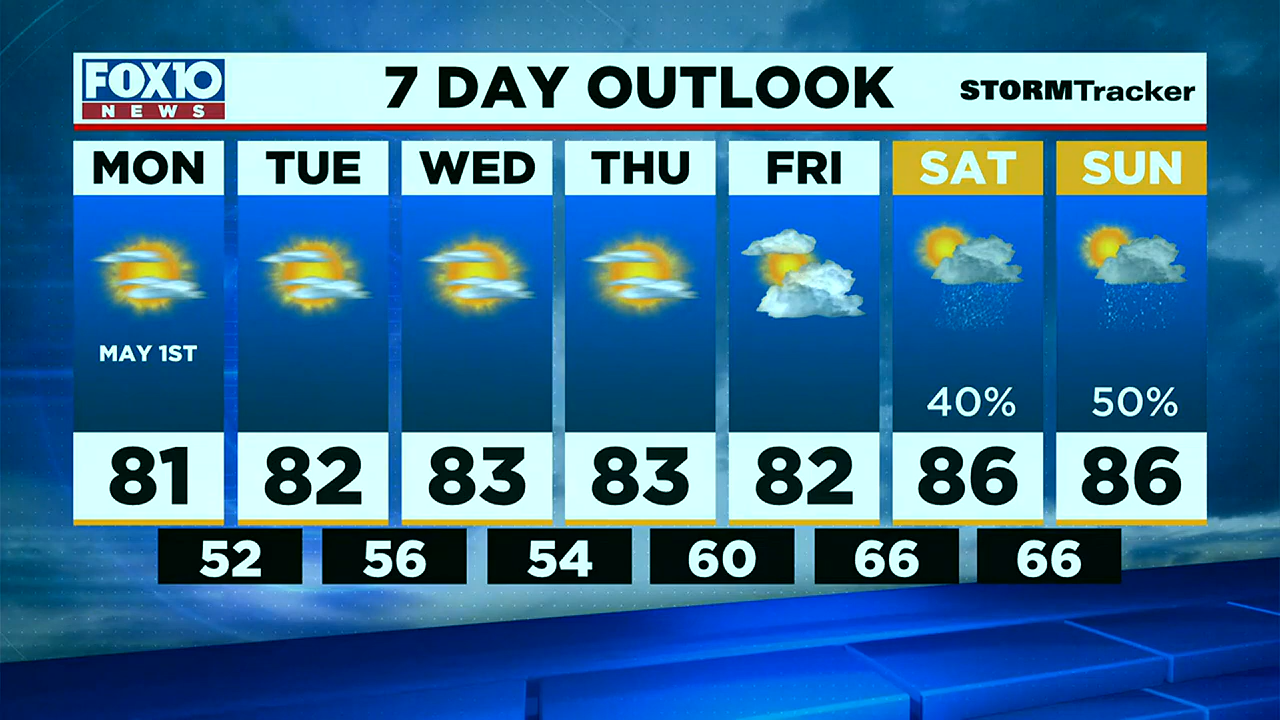 FOX10
NEWS
7 DAY OUTLOOK
STORMTracker
MON TUE WED THU FRI SAT SUN
MAY 1ST
40% 50%
81 82 83 83 82 86 86
52 56 54 60 66 66